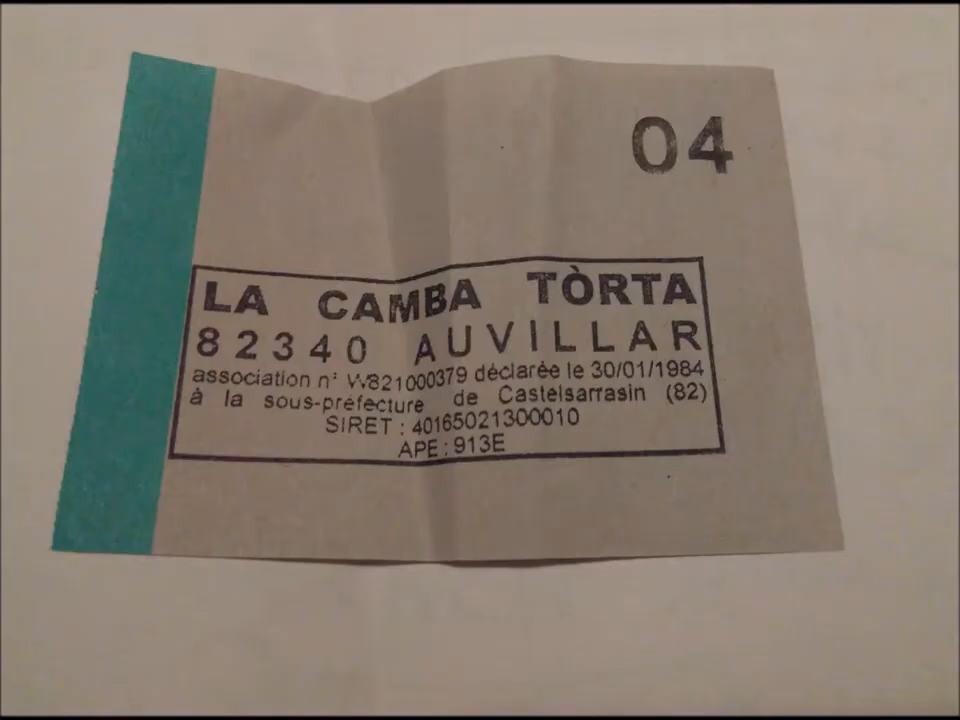 04
LA CAMBA TÒRTA
82340 AUVILLAR
association n° W821000379 déclarée le 30/01/1984
à la sous-préfecture de Castelsarrasin (82)
SIRET : 40165021300010
APE : 913E